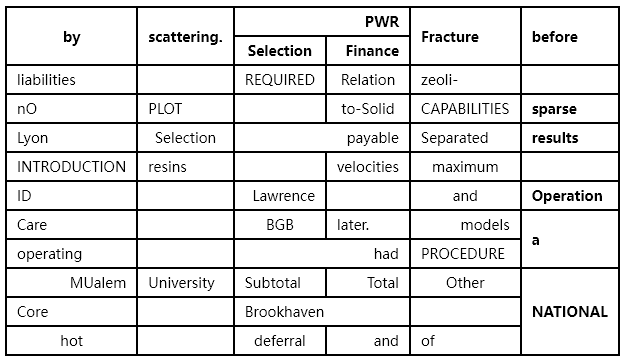 by scattering. PWR Fracture before
Selection Finance
liabilities REQUIRED Relation zeoli-
nO PLOT to-Solid CAPABILITIES sparse
Lyon Selection payable Separated results
INTRODUCTION resins velocities maximum
ID Lawrence and Operation
Care BGB later. models a
operating had PROCEDURE
MUalem University Subtotal Total Other NATIONAL
Core Brookhaven
hot deferral and of